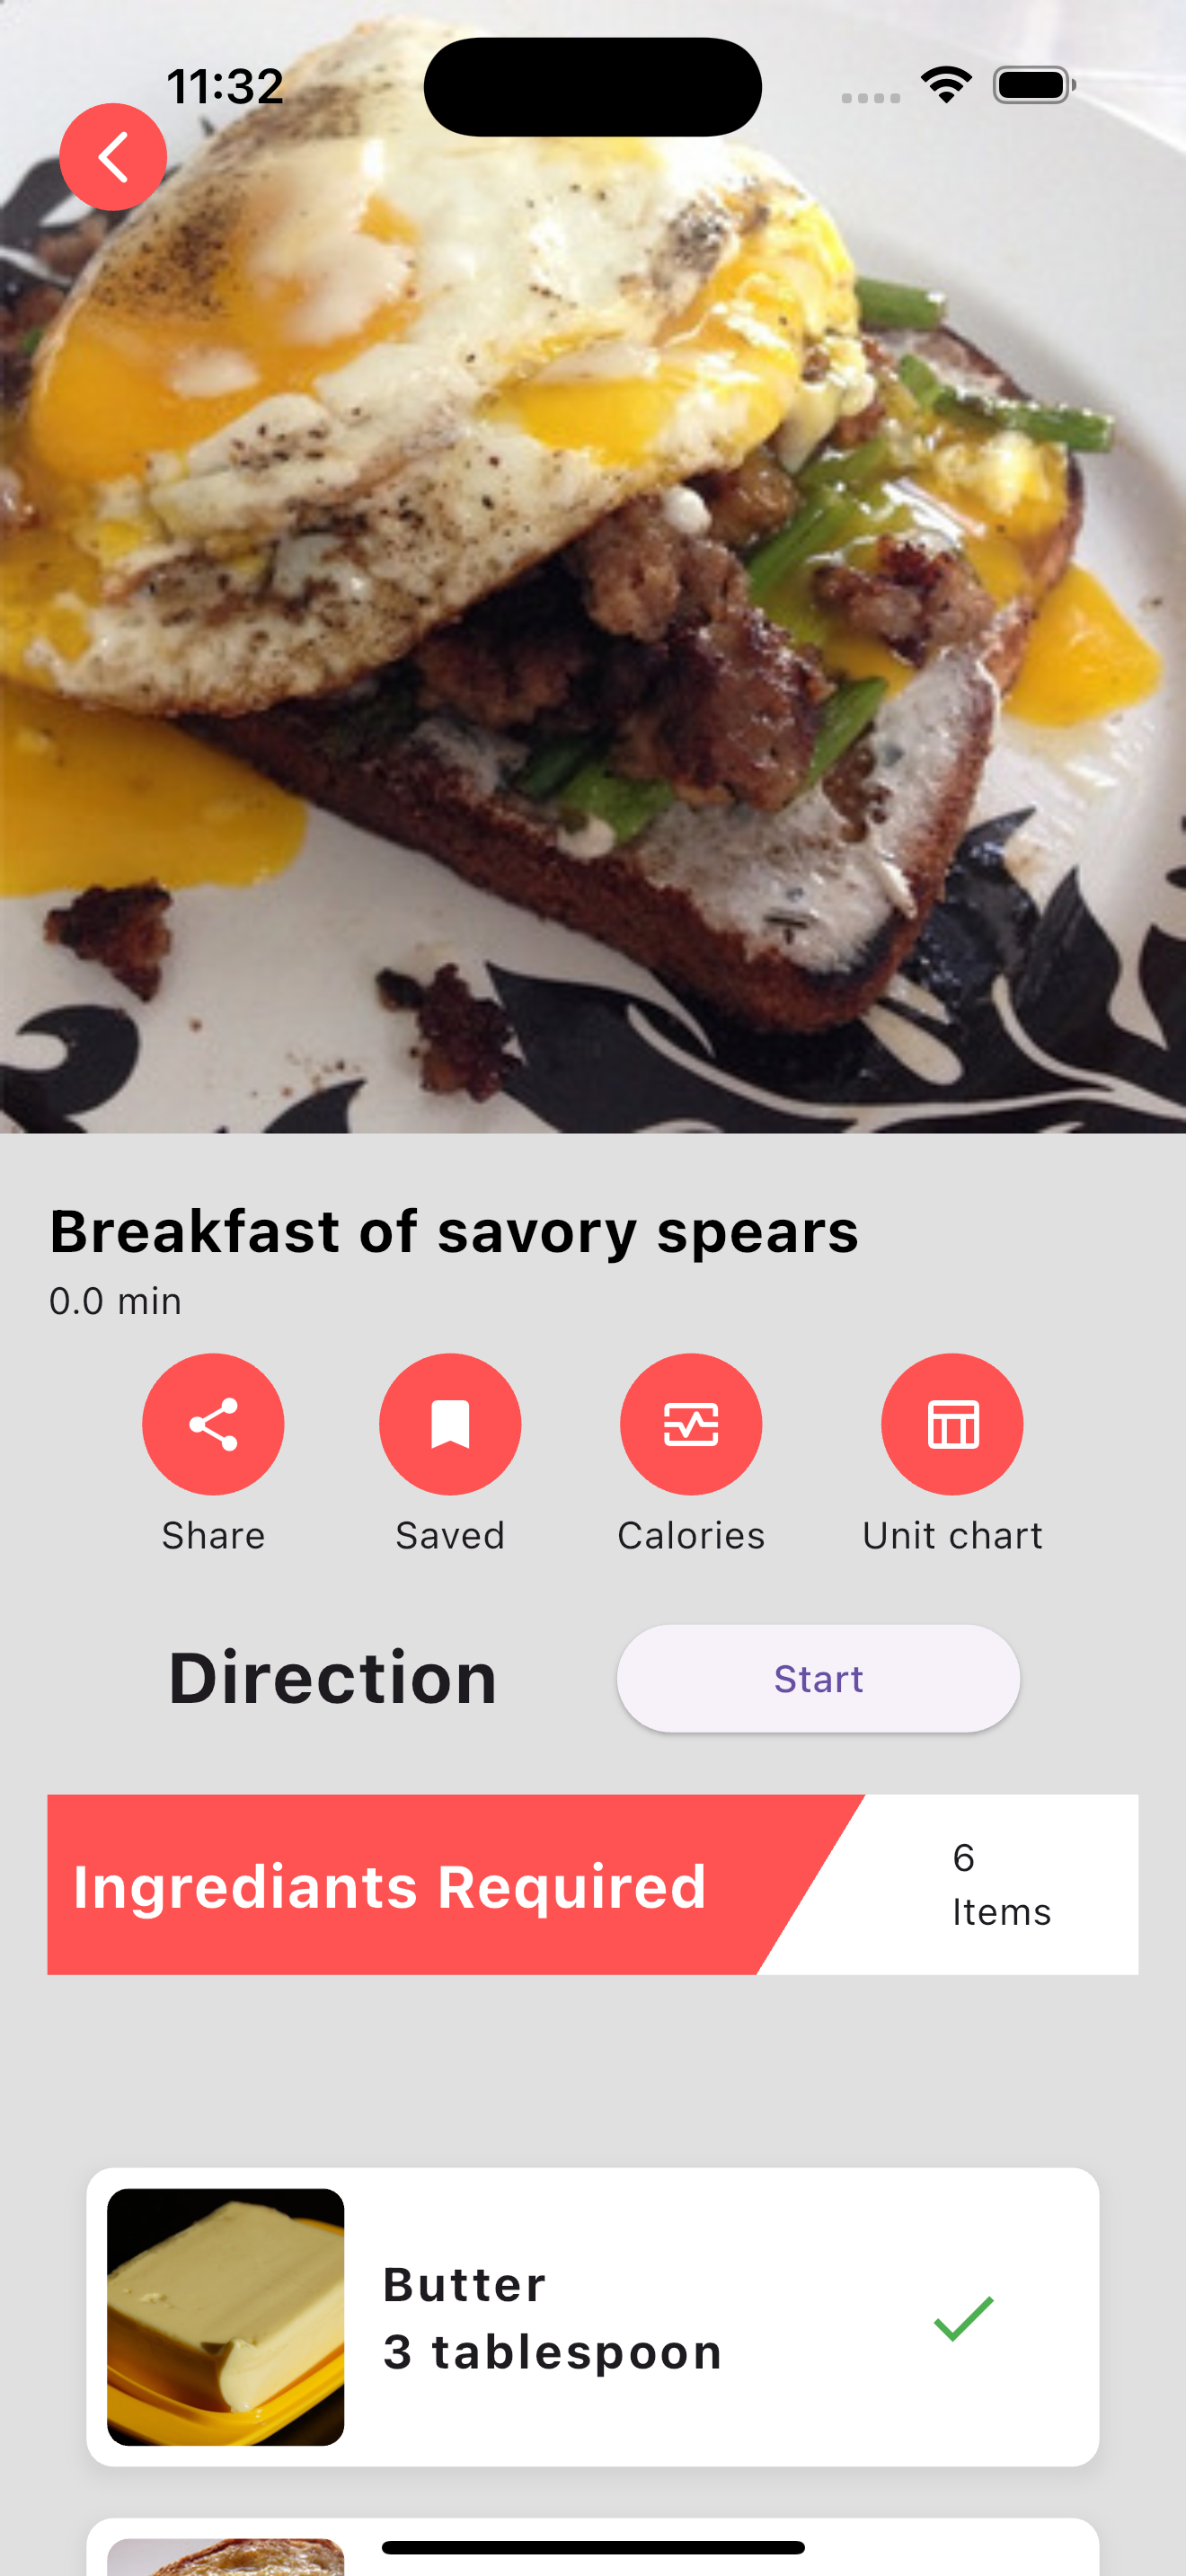 11:32
Breakfast of savory spears
0.0 min
Share Saved Calories Unit chart
Direction Start
Ingrediants Required
6
Items
Butter
3 tablespoon